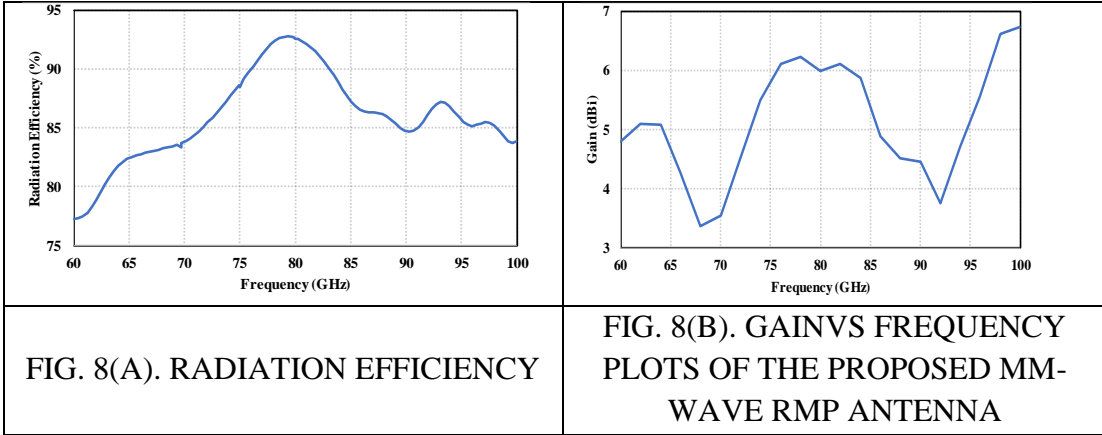 95
90
85
80
75
Radiation Efficiency (%)
60 65 70 75 80 85 90 95 100
Frequency (GHz)
7
6
5
4
3
Gain (dBi)
60 65 70 75 80 85 90 95 100
Frequency (GHz)
FIG. 8(A). RADIATION EFFICIENCY
FIG. 8(B). GAINVS FREQUENCY
PLOTS OF THE PROPOSED MM-
WAVE RMP ANTENNA